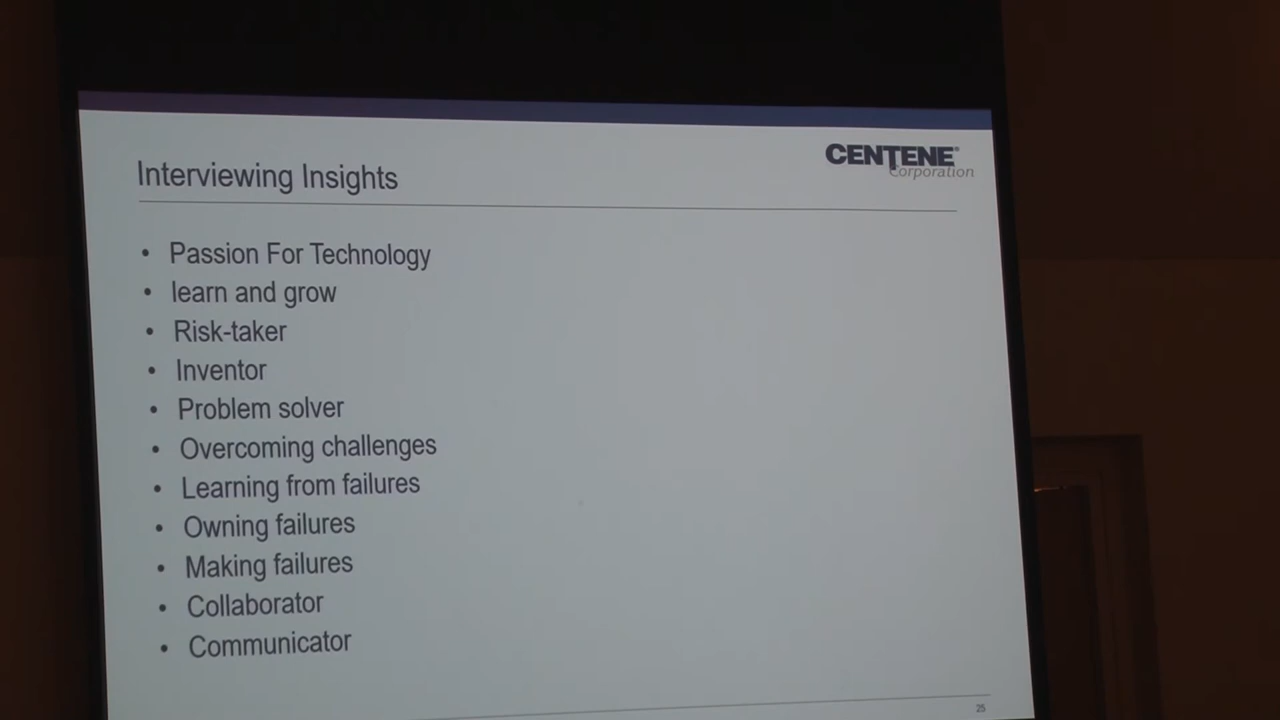 CENTENE®
Corporation
Interviewing Insights
• Passion For Technology
• learn and grow
• Risk-taker
• Inventor
• Problem solver
• Overcoming challenges
• Learning from failures
• Owning failures
• Making failures
• Collaborator
• Communicator
25